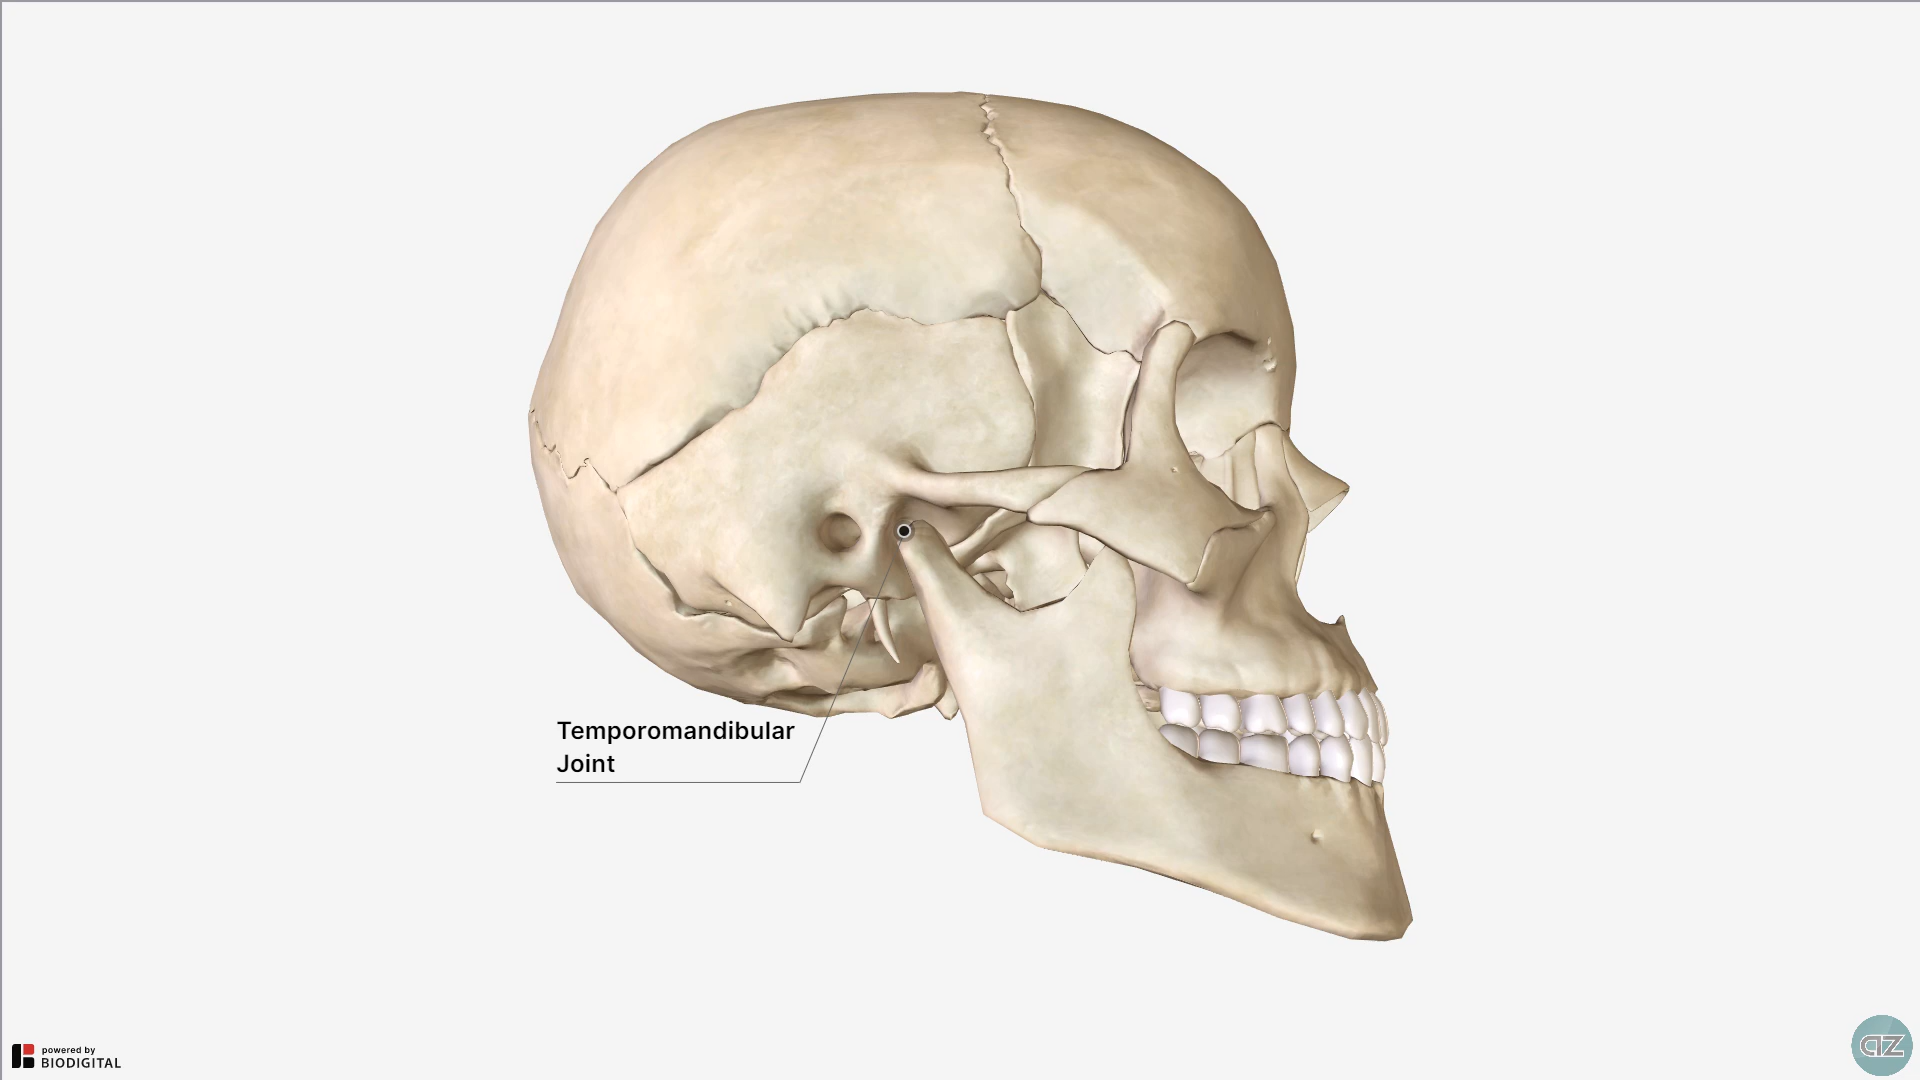 Temporomandibular
Joint
powered by
BIODIGITAL
az